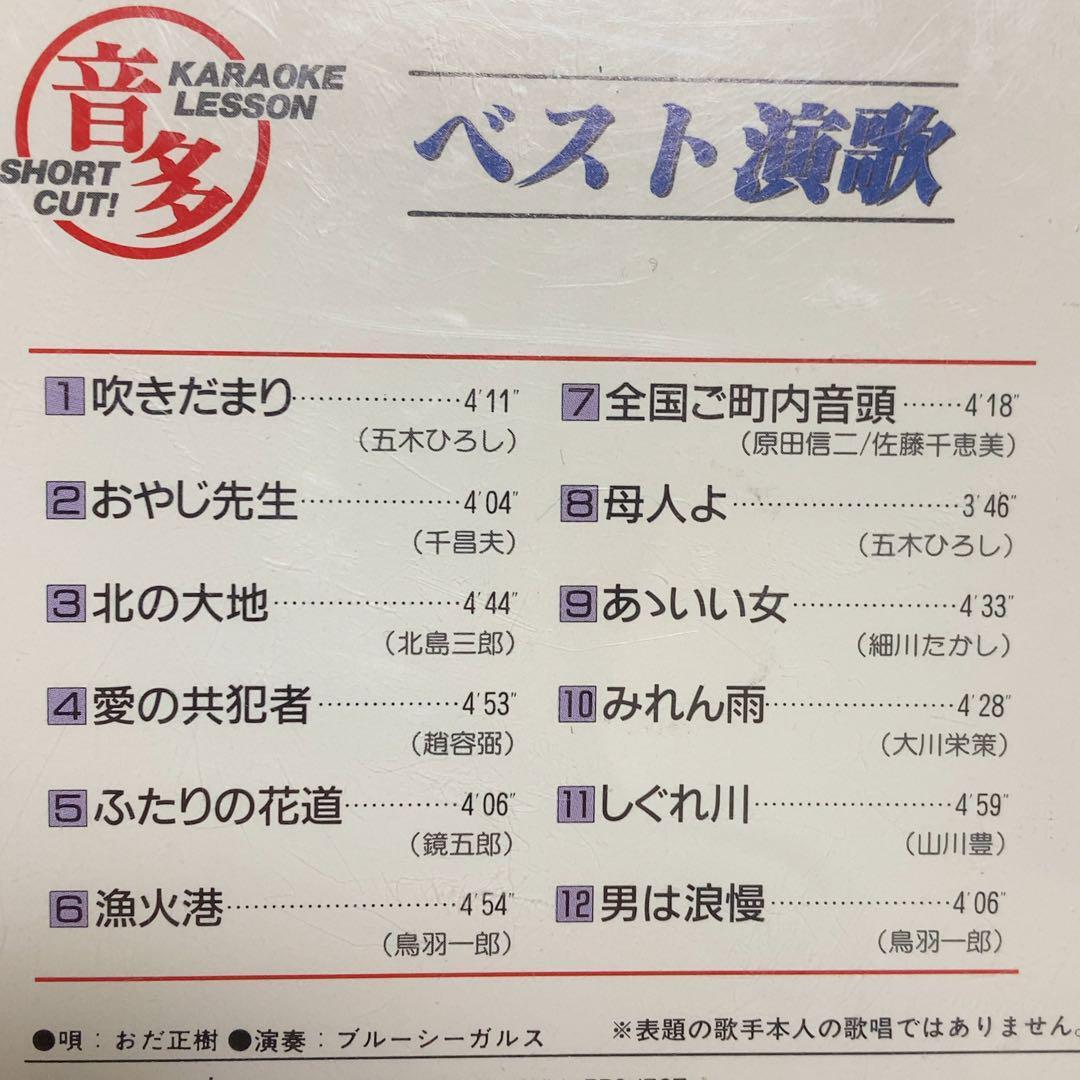 音多
KARAOKE
LESSON
SHORT
CUT!
ベスト演歌
1 吹きだまり………………4'11"
(五木ひろし)
2 おやじ先生………………4'04"
(千昌夫)
3 北の大地………………4'44"
(北島三郎)
4 愛の共犯者……………4'53"
(趙容弼)
5 ふたりの花道…………4'06"
(鏡五郎)
6 漁火港…………………4'54"
(鳥羽一郎)
7 全国ご町内音頭……4'18"
(原田信二/佐藤千恵美)
8 母人よ…………………3'46"
(五木ひろし)
9 あゝいい女………………4'33"
(細川たかし)
10 みれん雨………………4'28"
(大川栄策)
11 しぐれ川………………4'59"
(山川豊)
12 男は浪慢………………4'06"
(鳥羽一郎)
●唄：おだ正樹●演奏：ブルーシーガルス
※表題の歌手本人の歌唱ではありません。